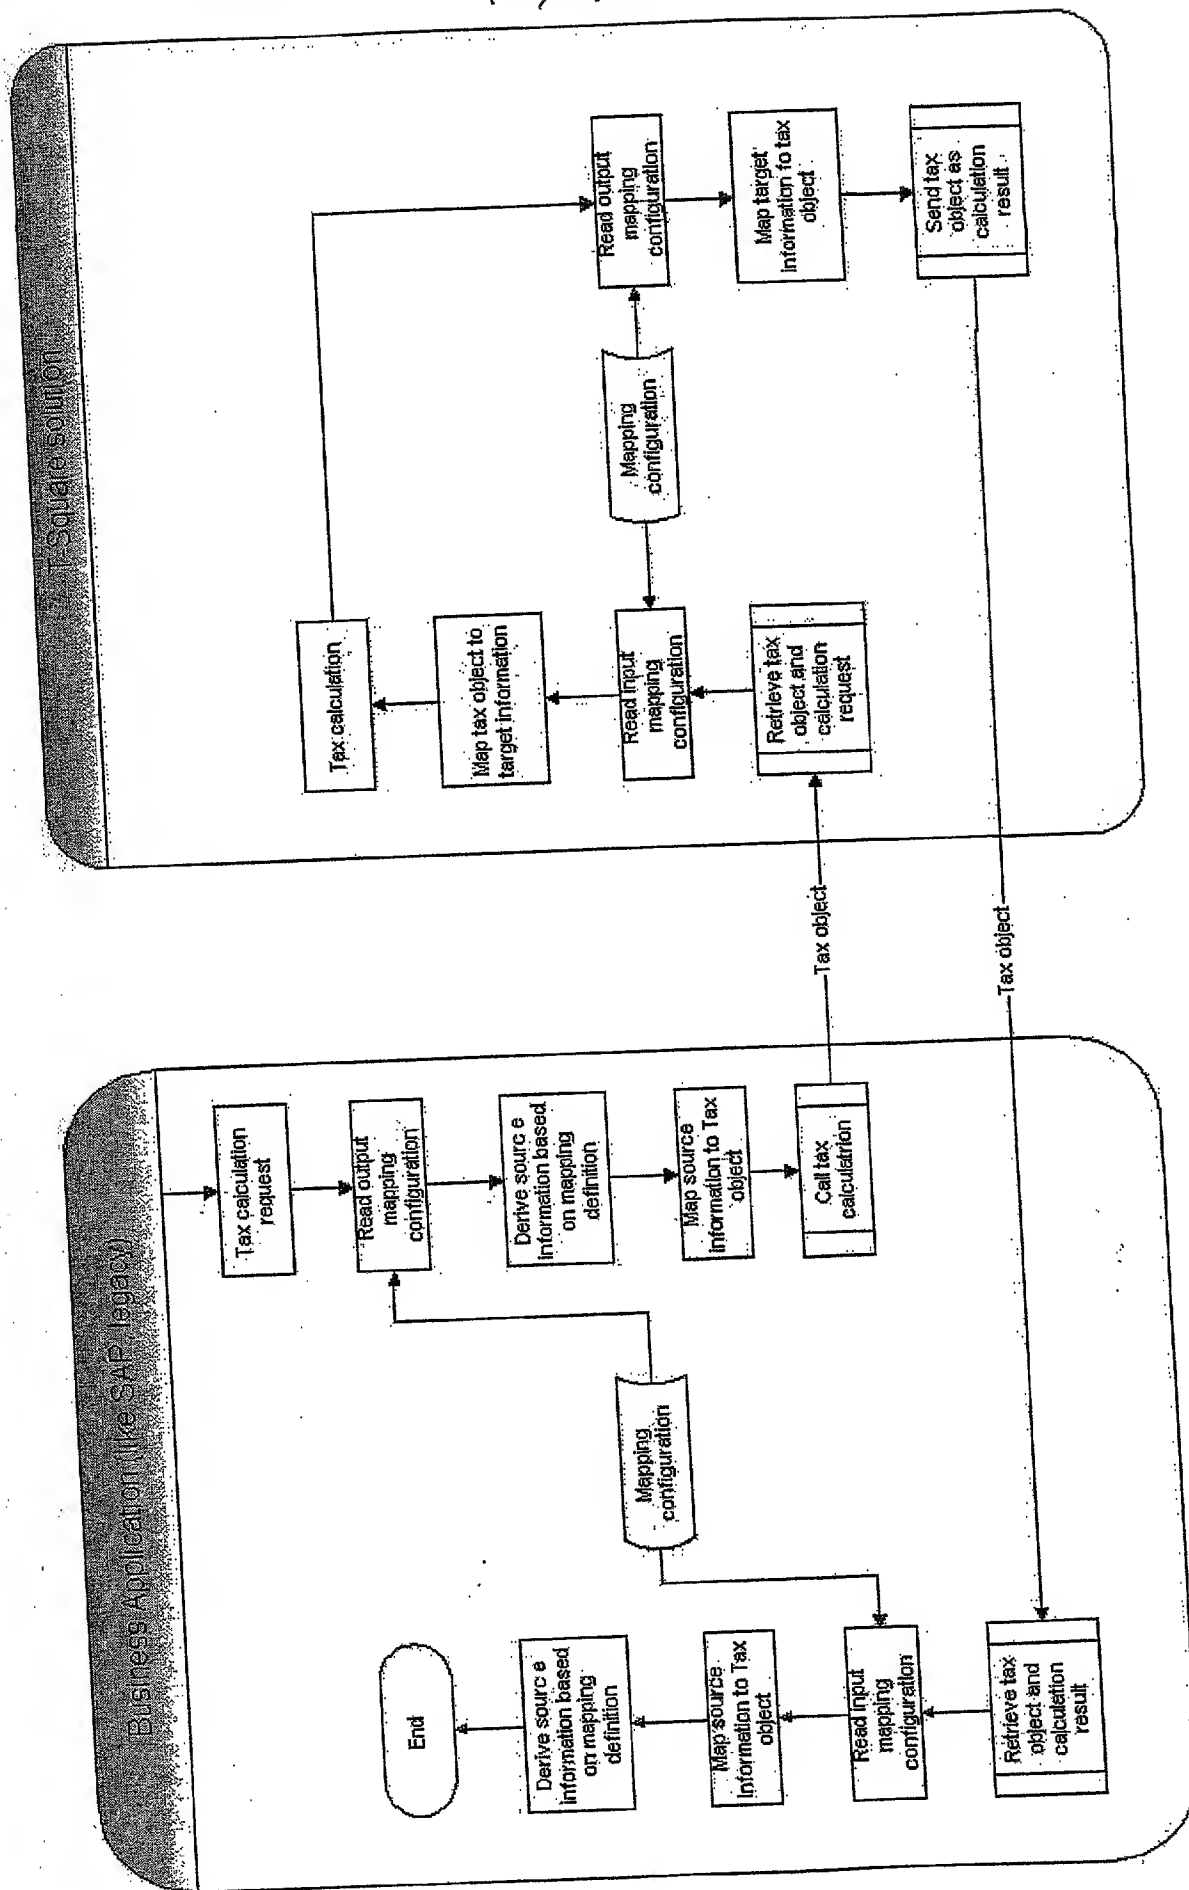 Business Application (like SAP, legacy)
Tax calculation
request
Read output
mapping
configuration
Derive sourc e
information based
on mapping
definition
Map source
information to Tax
object
Call tax
calculatrion
Mapping
configuration
End
Derive sourc e
information based
on mapping
definition
Map source
Information to Tax
object
Read input
mapping
configuration
Retrieve tax
object and
calculation
result
Tax object
Tax object
T-Square solution
Tax calculation
Map tax object to
target information
Read input
mapping
configuration
Retrieve tax
object and
calculation
request
Mapping
configuration
Read output
mapping
configuration
Map target
Information fo tax
object
Send tax
object as
calculation
result